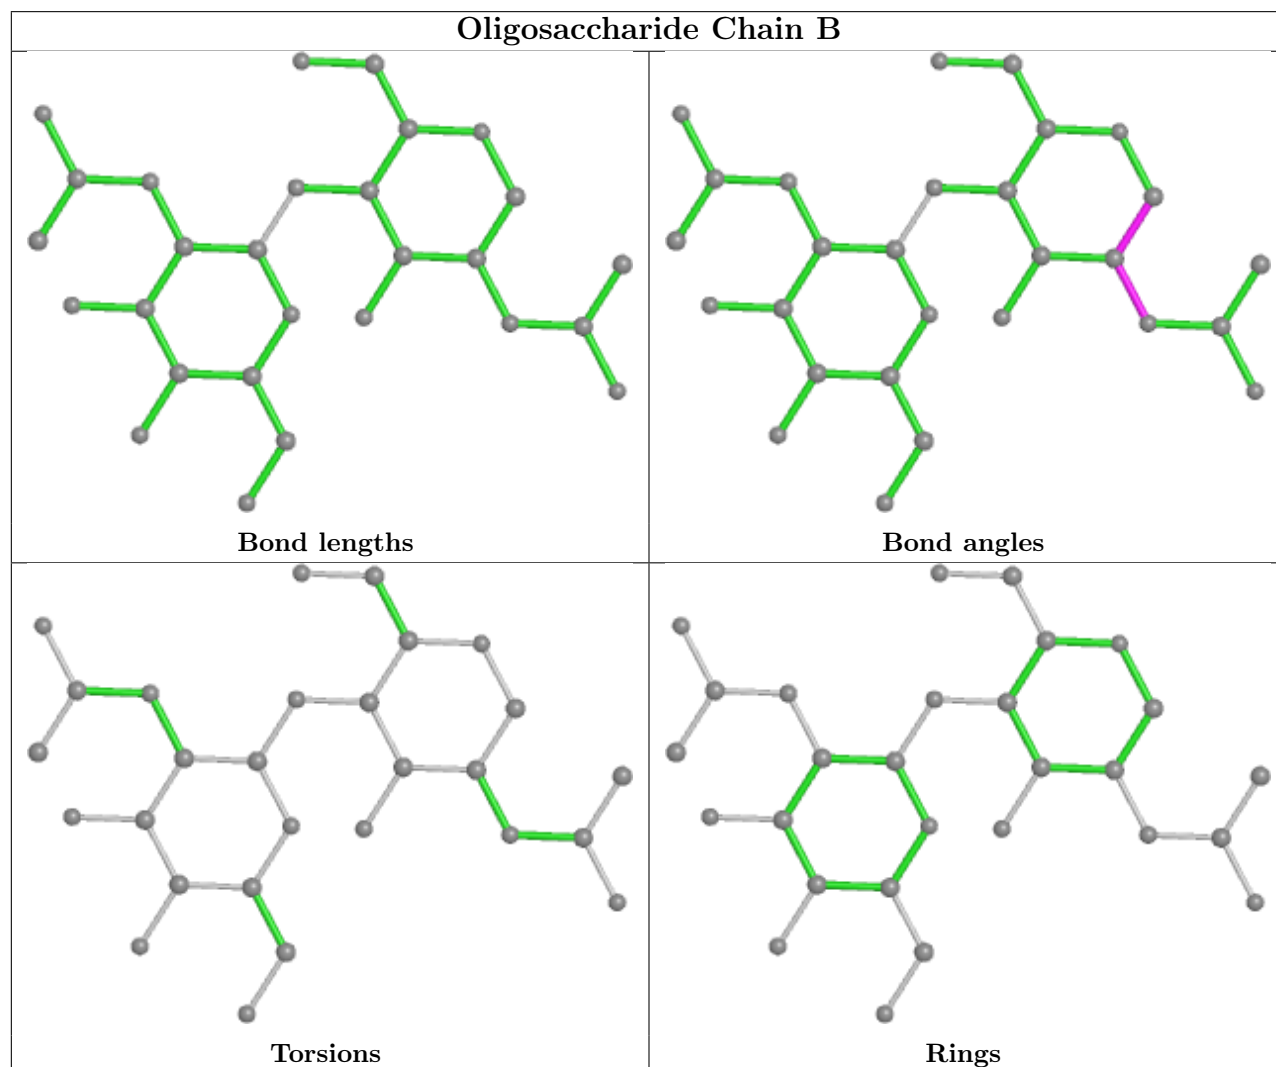 Oligosaccharide Chain B
Bond lengths
Bond angles
Torsions
Rings